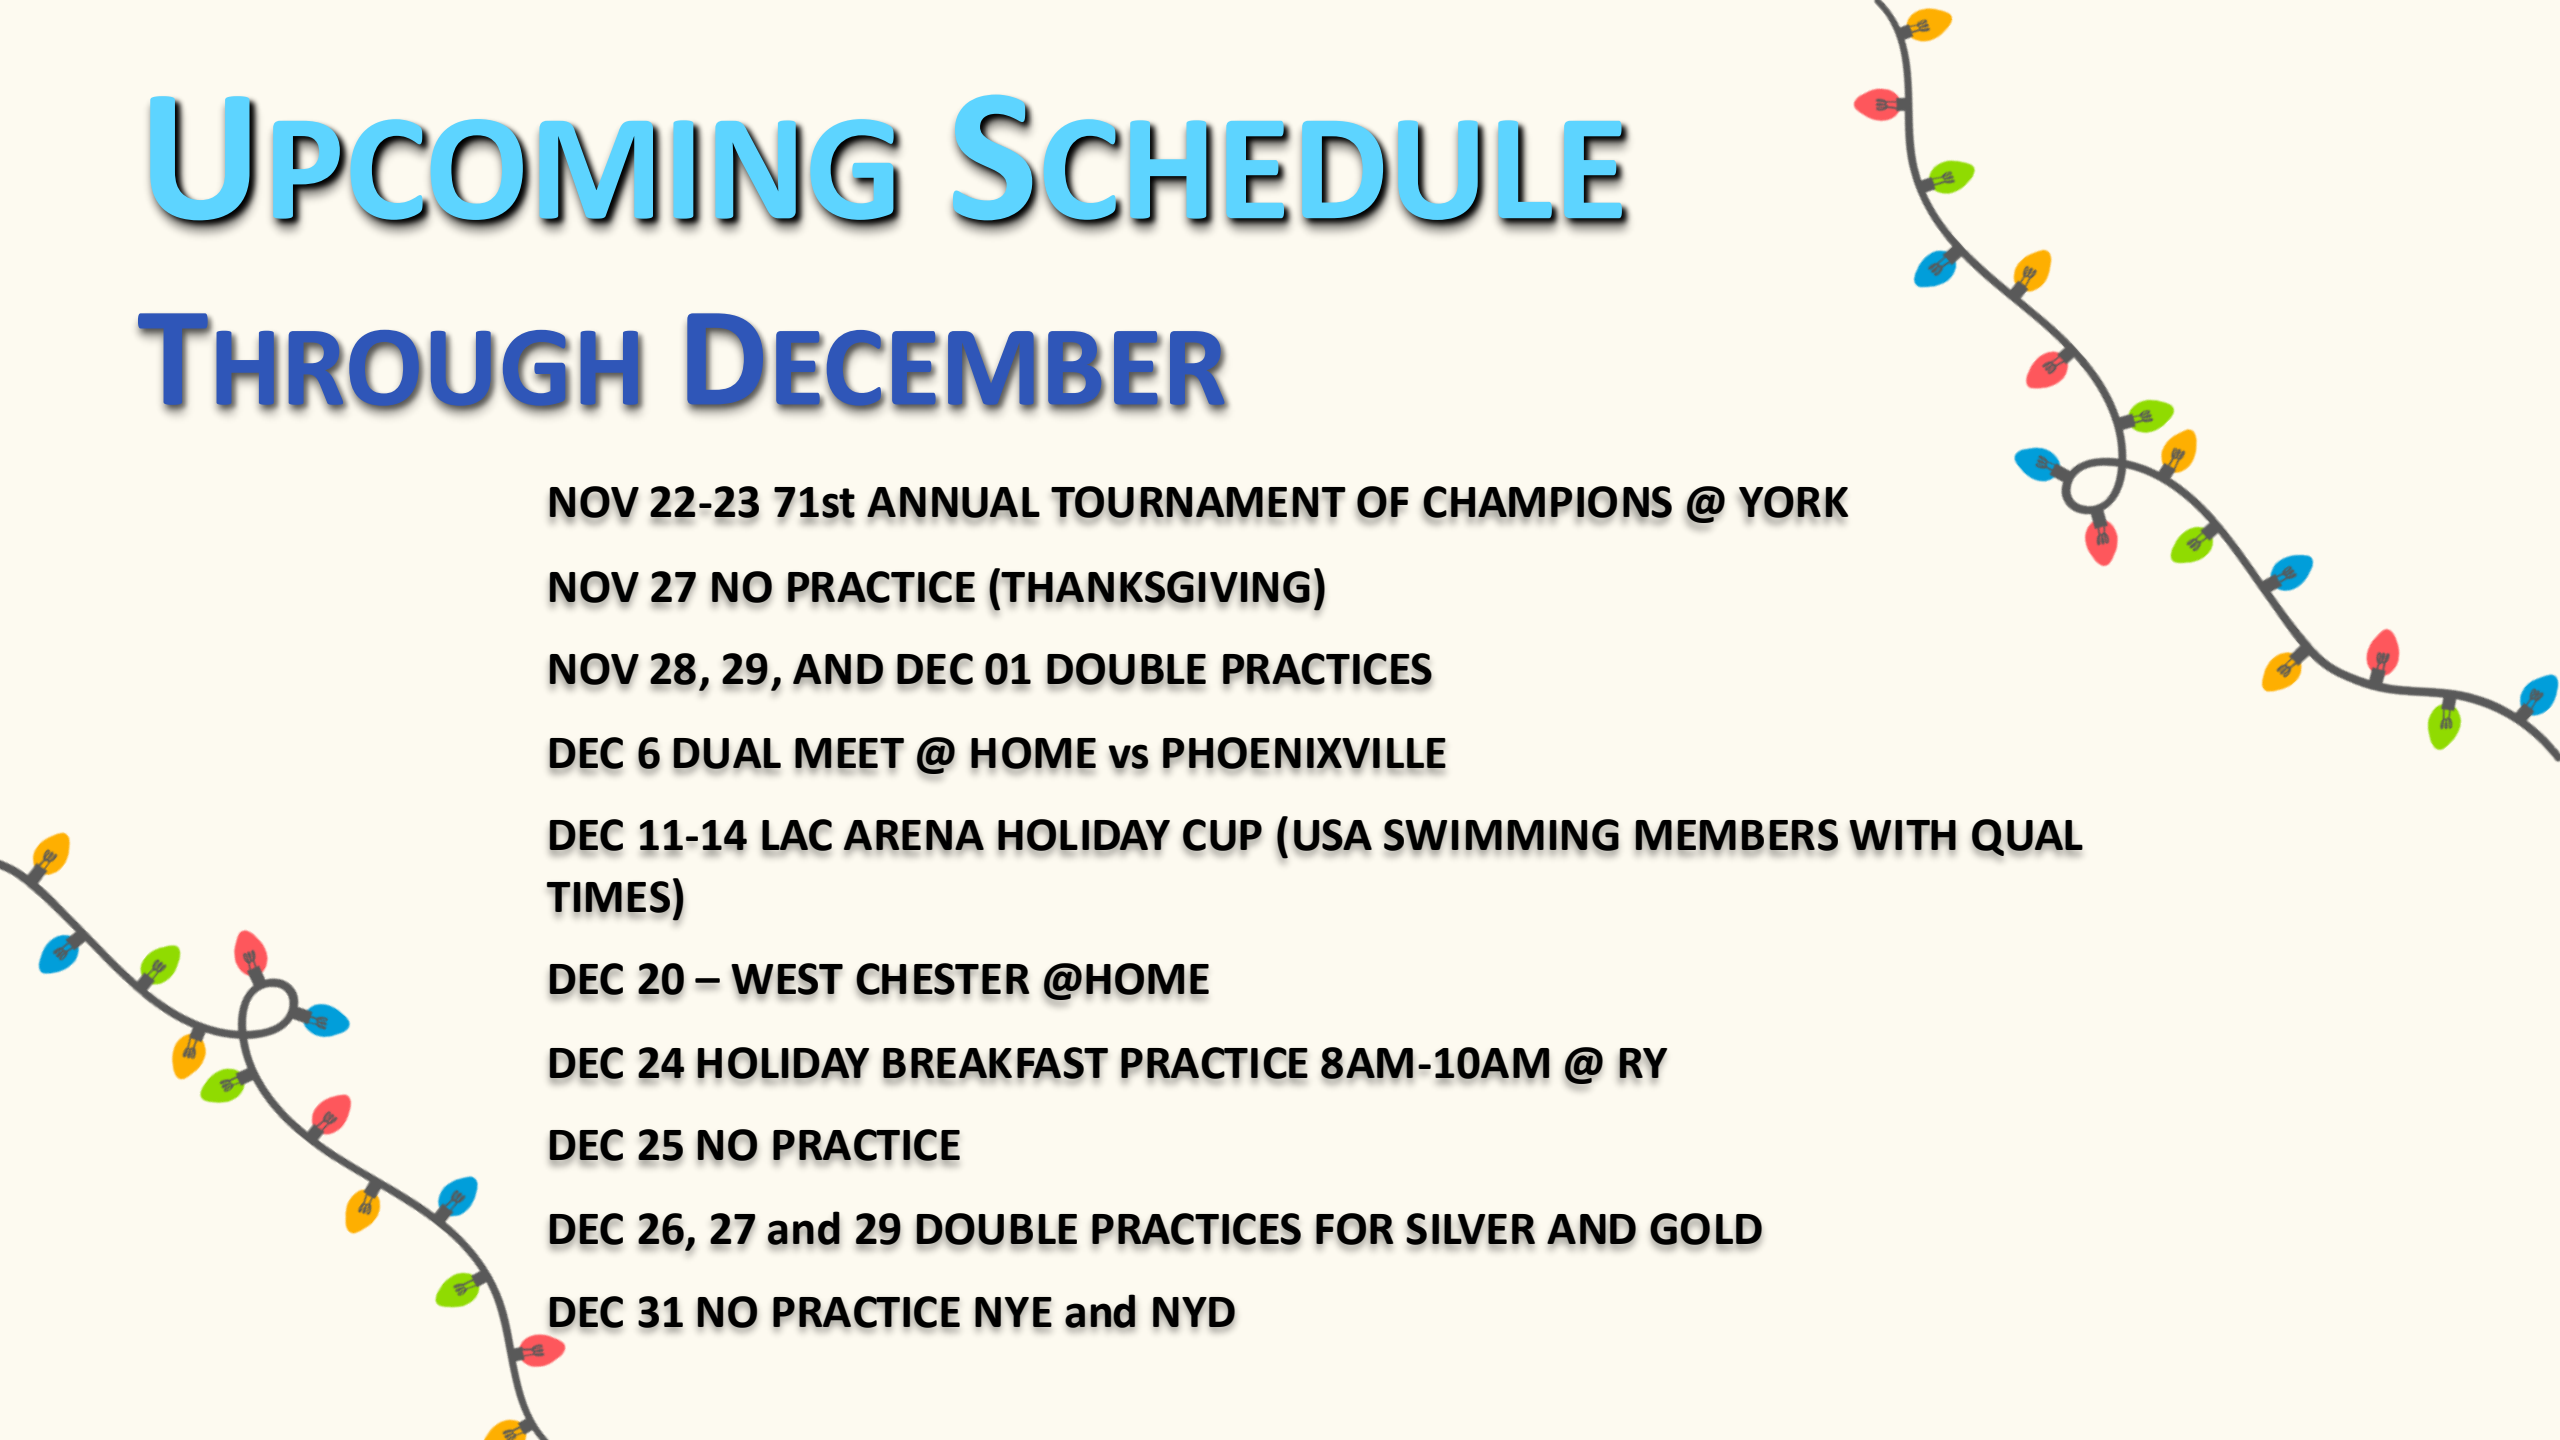 UPCOMING SCHEDULE
THROUGH DECEMBER
NOV 22-23 71st ANNUAL TOURNAMENT OF CHAMPIONS @ YORK
NOV 27 NO PRACTICE (THANKSGIVING)
NOV 28, 29, AND DEC 01 DOUBLE PRACTICES
DEC 6 DUAL MEET @ HOME vs PHOENIXVILLE
DEC 11-14 LAC ARENA HOLIDAY CUP (USA SWIMMING MEMBERS WITH QUAL
TIMES)
DEC 20 – WEST CHESTER @HOME
DEC 24 HOLIDAY BREAKFAST PRACTICE 8AM-10AM @ RY
DEC 25 NO PRACTICE
DEC 26, 27 and 29 DOUBLE PRACTICES FOR SILVER AND GOLD
DEC 31 NO PRACTICE NYE and NYD